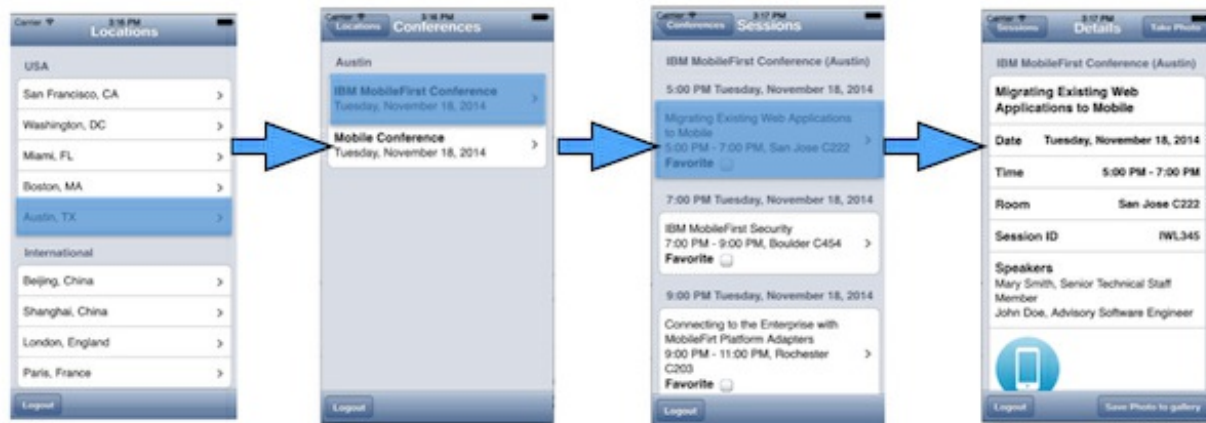 Carrier 3:16 PM
Locations
USA
San Francisco, CA
Washington, DC
Miami, FL
Boston, MA
Austin, TX
International
Beijing, China
Shanghai, China
London, England
Paris, France
Logout
Carrier 3:16 PM
Locations Conferences
Austin
IBM MobileFirst Conference
Tuesday, November 18, 2014
Mobile Conference
Tuesday, November 18, 2014
Logout
Carrier 3:17 PM
Conferences Sessions
IBM MobileFirst Conference (Austin)
5:00 PM Tuesday, November 18, 2014
Migrating Existing Web Applications
to Mobile
5:00 PM - 7:00 PM, San Jose C222
Favorite
7:00 PM Tuesday, November 18, 2014
IBM MobileFirst Security
7:00 PM - 9:00 PM, Boulder C454
Favorite
9:00 PM Tuesday, November 18, 2014
Connecting to the Enterprise with
MobileFirt Platform Adapters
9:00 PM - 11:00 PM, Rochester
C203
Favorite
Logout
Carrier 3:17 PM
Sessions Details Take Photo
IBM MobileFirst Conference (Austin)
Migrating Existing Web
Applications to Mobile
Date Tuesday, November 18, 2014
Time 5:00 PM - 7:00 PM
Room San Jose C222
Session ID IWL345
Speakers
Mary Smith, Senior Technical Staff
Member
John Doe, Advisory Software Engineer
Logout Save Photo to gallery